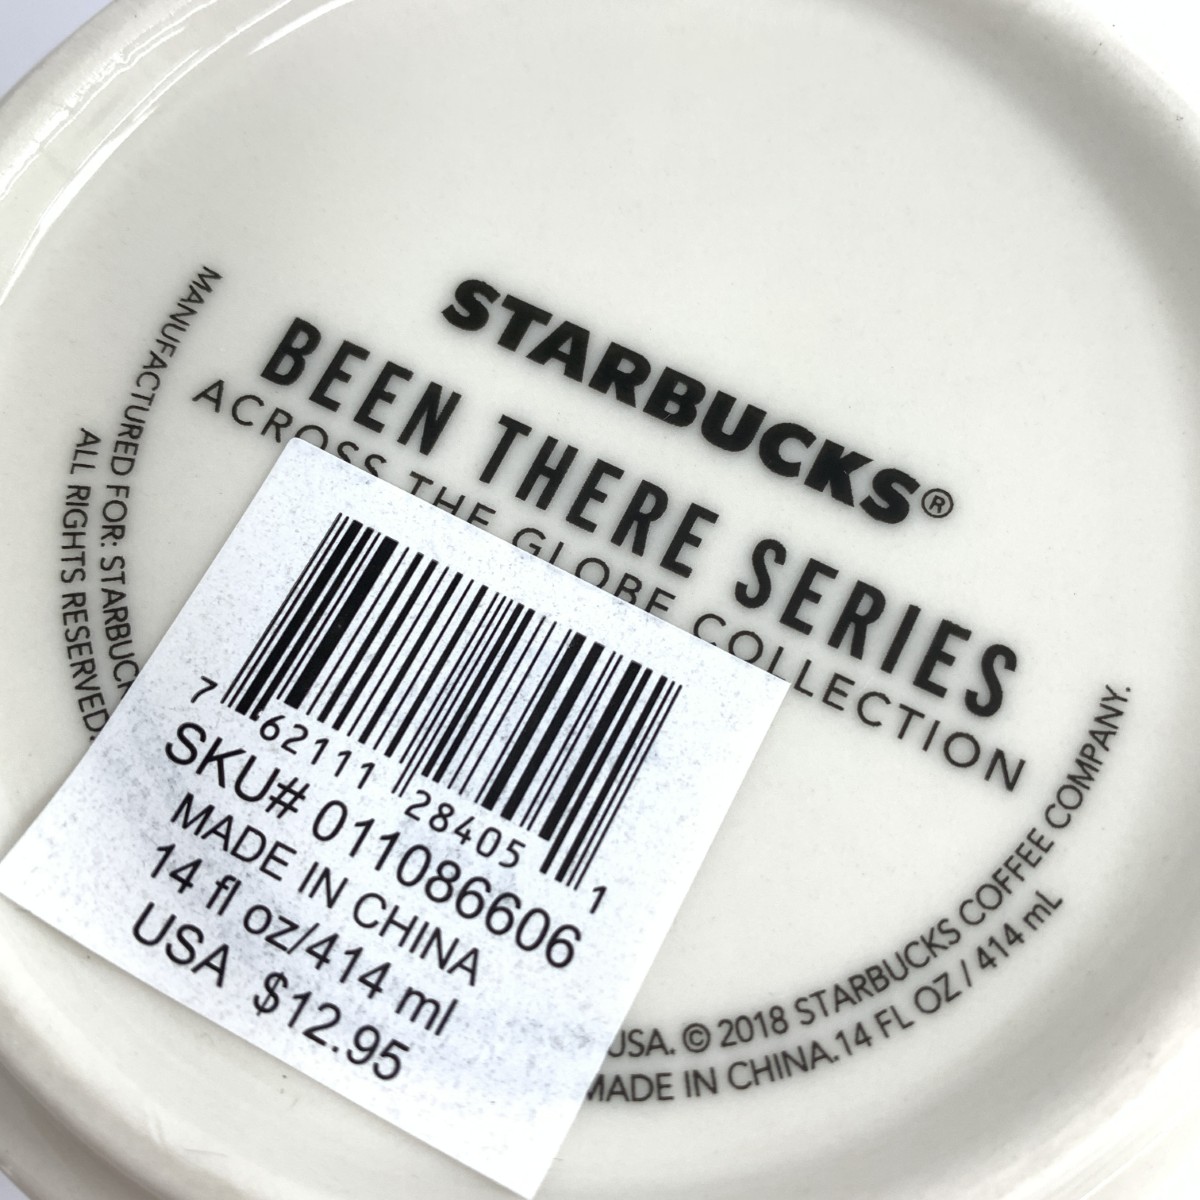 STARBUCKS®
BEEN THERE SERIES
ACROSS THE GLOBE COLLECTION
MANUFACTURED FOR: STARBUCK
USA. © 2018 STARBUCKS COFFEE COMPANY.
ALL RIGHTS RESERVED.
MADE IN CHINA. 14 FL OZ / 414 mL
7 62111 28405 1
SKU# 011086606
MADE IN CHINA
14 fl oz/414 ml
USA $12.95